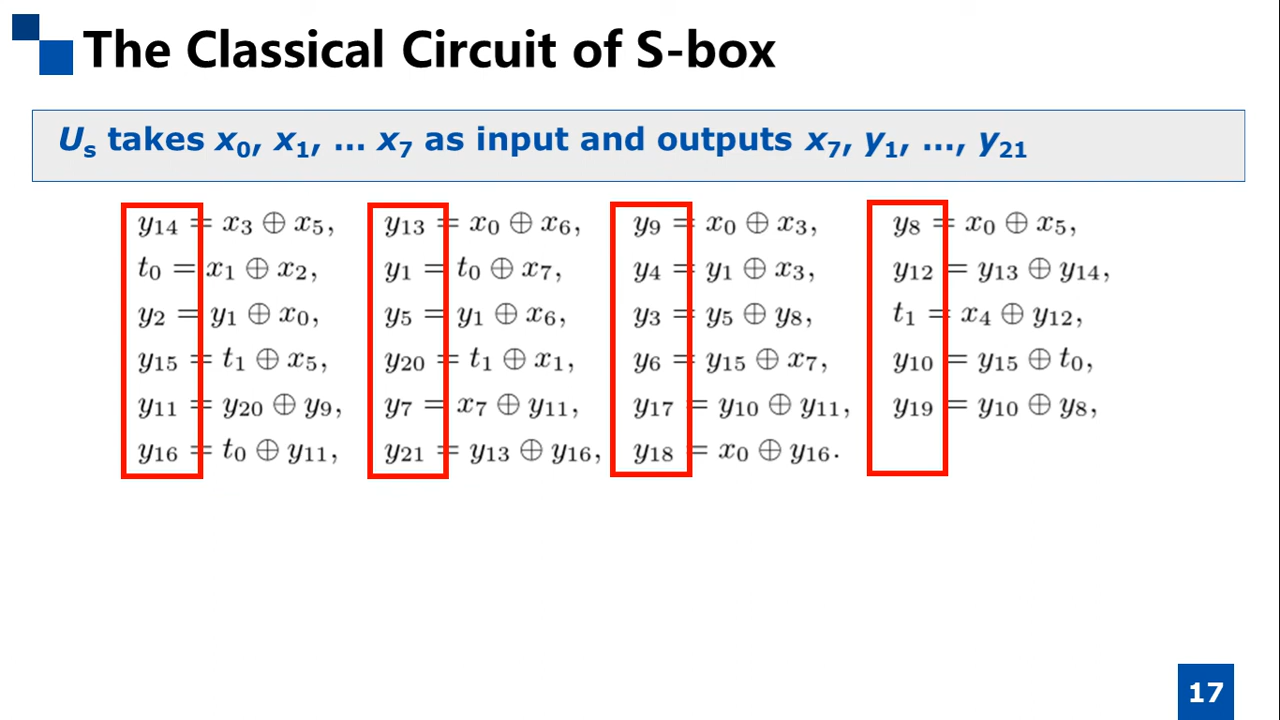 The Classical Circuit of S-box
Uₛ takes x₀, x₁, ... x₇ as input and outputs x₇, y₁, ..., y₂₁
y₁₄ = x₃ ⊕ x₅, y₁₃ = x₀ ⊕ x₆, y₉ = x₀ ⊕ x₃, y₈ = x₀ ⊕ x₅,
t₀ = x₁ ⊕ x₂, y₁ = t₀ ⊕ x₇, y₄ = y₁ ⊕ x₃, y₁₂ = y₁₃ ⊕ y₁₄,
y₂ = y₁ ⊕ x₀, y₅ = y₁ ⊕ x₆, y₃ = y₅ ⊕ y₈, t₁ = x₄ ⊕ y₁₂,
y₁₅ = t₁ ⊕ x₅, y₂₀ = t₁ ⊕ x₁, y₆ = y₁₅ ⊕ x₇, y₁₀ = y₁₅ ⊕ t₀,
y₁₁ = y₂₀ ⊕ y₉, y₇ = x₇ ⊕ y₁₁, y₁₇ = y₁₀ ⊕ y₁₁, y₁₉ = y₁₀ ⊕ y₈,
y₁₆ = t₀ ⊕ y₁₁, y₂₁ = y₁₃ ⊕ y₁₆, y₁₈ = x₀ ⊕ y₁₆.
17